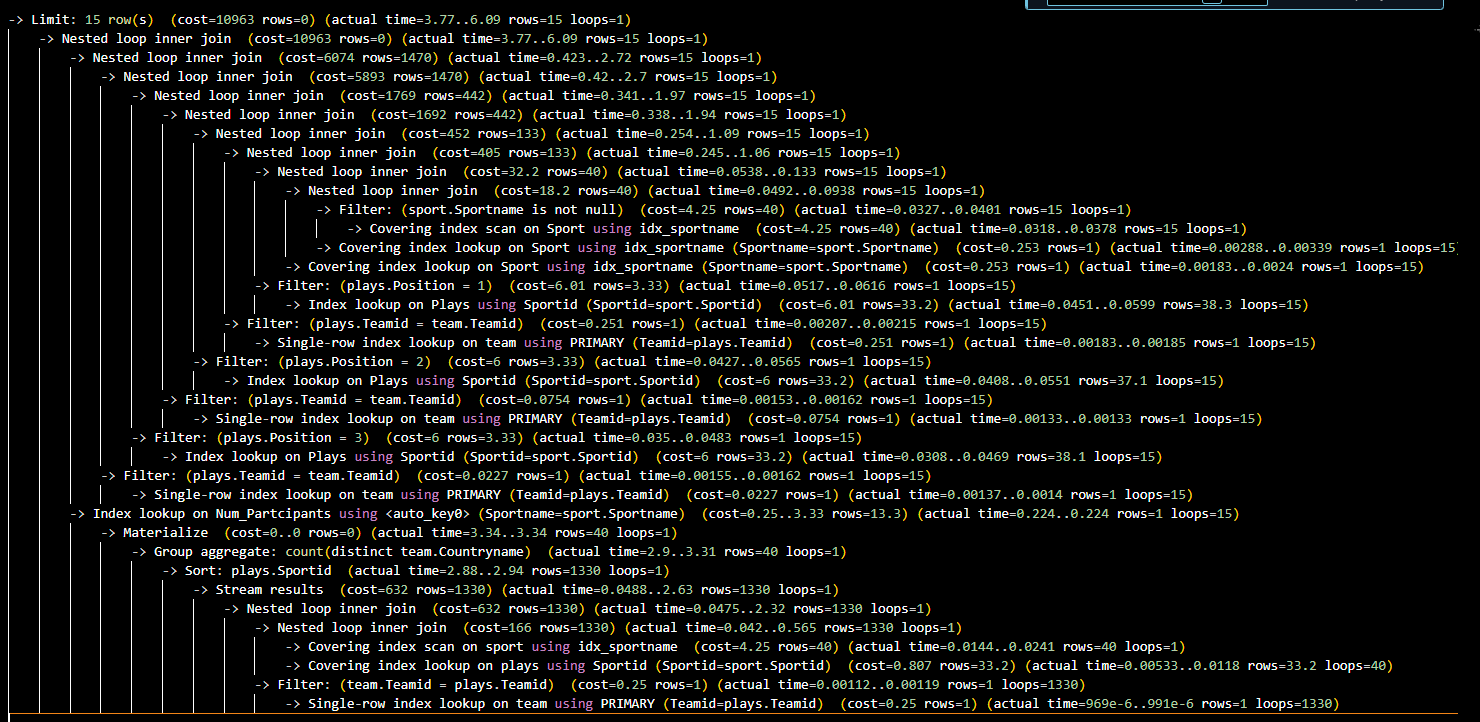 -> Limit: 15 row(s)  (cost=10963 rows=0) (actual time=3.77..6.09 rows=15 loops=1)
-> Nested loop inner join  (cost=10963 rows=0) (actual time=3.77..6.09 rows=15 loops=1)
-> Nested loop inner join  (cost=6074 rows=1470) (actual time=0.423..2.72 rows=15 loops=1)
-> Nested loop inner join  (cost=5893 rows=1470) (actual time=0.42..2.7 rows=15 loops=1)
-> Nested loop inner join  (cost=1769 rows=442) (actual time=0.341..1.97 rows=15 loops=1)
-> Nested loop inner join  (cost=1692 rows=442) (actual time=0.338..1.94 rows=15 loops=1)
-> Nested loop inner join  (cost=452 rows=133) (actual time=0.254..1.09 rows=15 loops=1)
-> Nested loop inner join  (cost=405 rows=133) (actual time=0.245..1.06 rows=15 loops=1)
-> Nested loop inner join  (cost=32.2 rows=40) (actual time=0.0538..0.133 rows=15 loops=1)
-> Nested loop inner join  (cost=18.2 rows=40) (actual time=0.0492..0.0938 rows=15 loops=1)
-> Filter: (sport.Sportname is not null)  (cost=4.25 rows=40) (actual time=0.0327..0.0401 rows=15 loops=1)
-> Covering index scan on Sport using idx_sportname  (cost=4.25 rows=40) (actual time=0.0318..0.0378 rows=15 loops=1)
-> Covering index lookup on Sport using idx_sportname (Sportname=sport.Sportname)  (cost=0.253 rows=1) (actual time=0.00288..0.00339 rows=1 loops=15)
-> Covering index lookup on Sport using idx_sportname (Sportname=sport.Sportname)  (cost=0.253 rows=1) (actual time=0.00183..0.0024 rows=1 loops=15)
-> Filter: (plays.Position = 1)  (cost=6.01 rows=3.33) (actual time=0.0517..0.0616 rows=1 loops=15)
-> Index lookup on Plays using Sportid (Sportid=sport.Sportid)  (cost=6.01 rows=33.2) (actual time=0.0451..0.0599 rows=38.3 loops=15)
-> Filter: (plays.Teamid = team.Teamid)  (cost=0.251 rows=1) (actual time=0.00207..0.00215 rows=1 loops=15)
-> Single-row index lookup on team using PRIMARY (Teamid=plays.Teamid)  (cost=0.251 rows=1) (actual time=0.00183..0.00185 rows=1 loops=15)
-> Filter: (plays.Position = 2)  (cost=6 rows=3.33) (actual time=0.0427..0.0565 rows=1 loops=15)
-> Index lookup on Plays using Sportid (Sportid=sport.Sportid)  (cost=6 rows=33.2) (actual time=0.0408..0.0551 rows=37.1 loops=15)
-> Filter: (plays.Teamid = team.Teamid)  (cost=0.0754 rows=1) (actual time=0.00153..0.00162 rows=1 loops=15)
-> Single-row index lookup on team using PRIMARY (Teamid=plays.Teamid)  (cost=0.0754 rows=1) (actual time=0.00133..0.00133 rows=1 loops=15)
-> Filter: (plays.Position = 3)  (cost=6 rows=3.33) (actual time=0.035..0.0483 rows=1 loops=15)
-> Index lookup on Plays using Sportid (Sportid=sport.Sportid)  (cost=6 rows=33.2) (actual time=0.0308..0.0469 rows=38.1 loops=15)
-> Filter: (plays.Teamid = team.Teamid)  (cost=0.0227 rows=1) (actual time=0.00155..0.00162 rows=1 loops=15)
-> Single-row index lookup on team using PRIMARY (Teamid=plays.Teamid)  (cost=0.0227 rows=1) (actual time=0.00137..0.0014 rows=1 loops=15)
-> Index lookup on Num_Partcipants using <auto_key0> (Sportname=sport.Sportname)  (cost=0.25..3.33 rows=13.3) (actual time=0.224..0.224 rows=1 loops=15)
-> Materialize  (cost=0..0 rows=0) (actual time=3.34..3.34 rows=40 loops=1)
-> Group aggregate: count(distinct team.Countryname)  (actual time=2.9..3.31 rows=40 loops=1)
-> Sort: plays.Sportid  (actual time=2.88..2.94 rows=1330 loops=1)
-> Stream results  (cost=632 rows=1330) (actual time=0.0488..2.63 rows=1330 loops=1)
-> Nested loop inner join  (cost=632 rows=1330) (actual time=0.0475..2.32 rows=1330 loops=1)
-> Nested loop inner join  (cost=166 rows=1330) (actual time=0.042..0.565 rows=1330 loops=1)
-> Covering index scan on sport using idx_sportname  (cost=4.25 rows=40) (actual time=0.0144..0.0241 rows=40 loops=1)
-> Covering index lookup on plays using Sportid (Sportid=sport.Sportid)  (cost=0.807 rows=33.2) (actual time=0.00533..0.0118 rows=33.2 loops=40)
-> Filter: (team.Teamid = plays.Teamid)  (cost=0.25 rows=1) (actual time=0.00112..0.00119 rows=1 loops=1330)
-> Single-row index lookup on team using PRIMARY (Teamid=plays.Teamid)  (cost=0.25 rows=1) (actual time=969e-6..991e-6 rows=1 loops=1330)